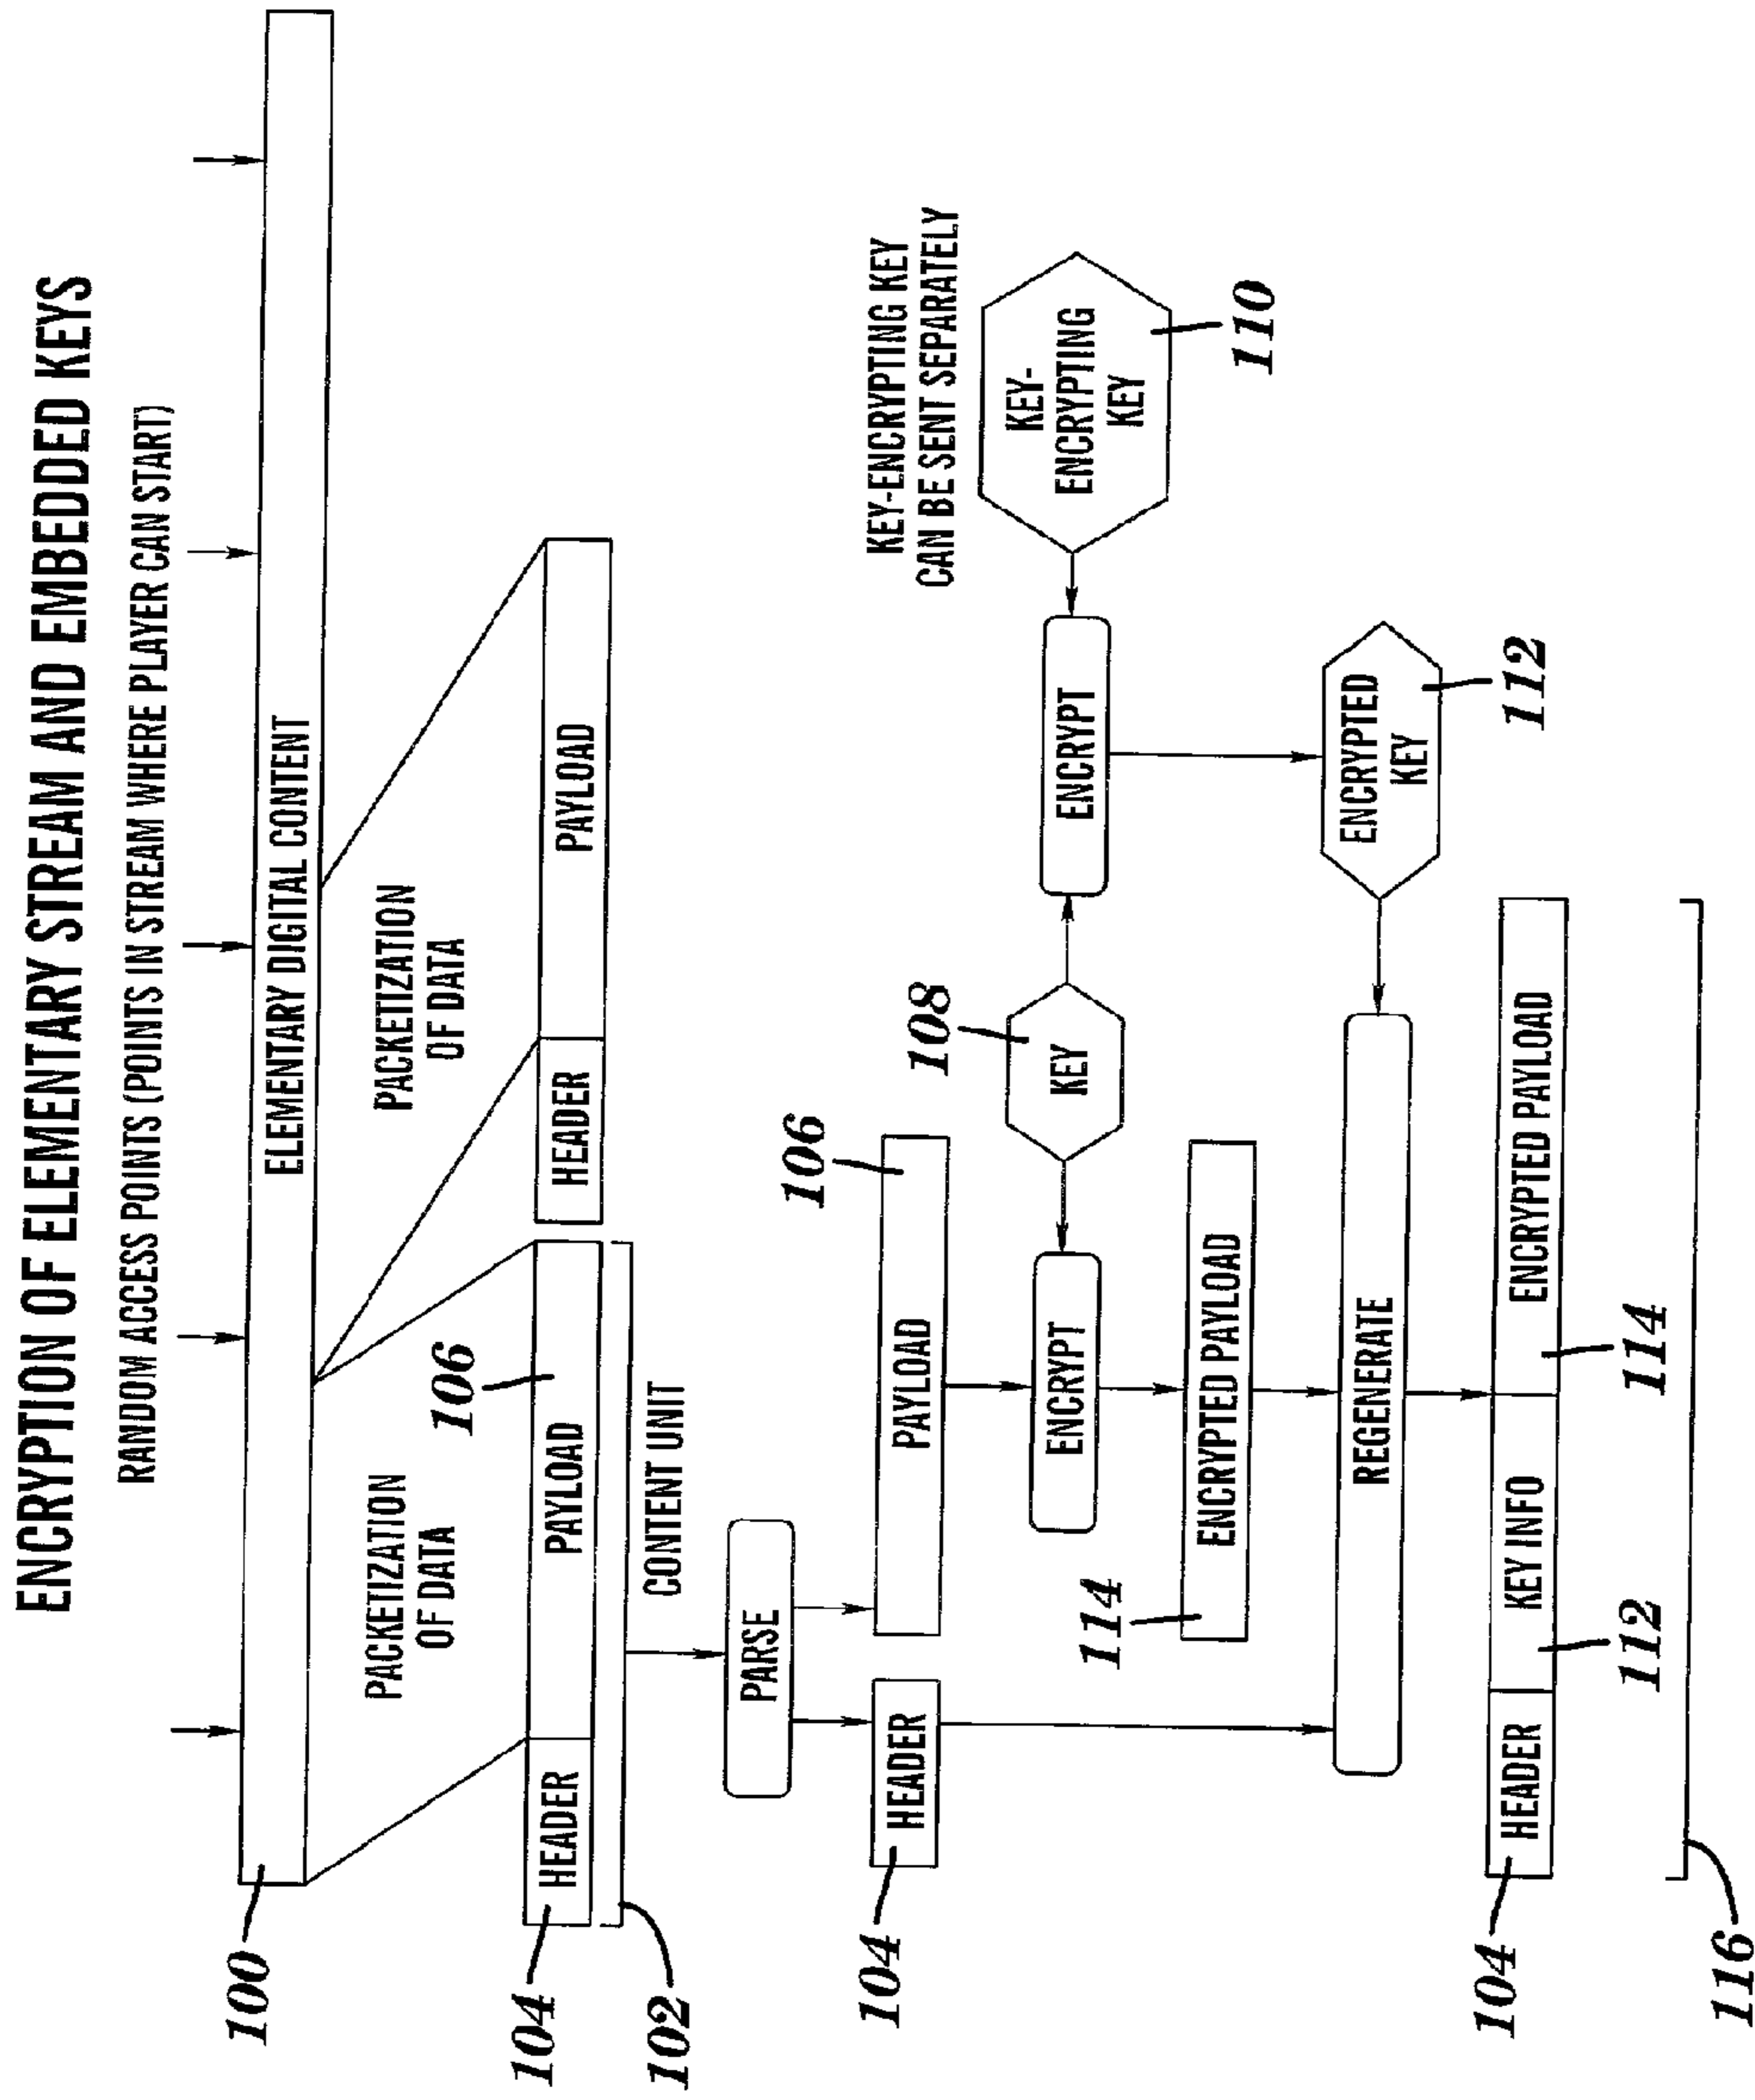 ENCRYPTION OF ELEMENTARY STREAM AND EMBEDDED KEYS
RANDOM ACCESS POINTS (POINTS IN STREAM WHERE PLAYER CAN START)
100
ELEMENTARY DIGITAL CONTENT
PACKETIZATION
OF DATA
PACKETIZATION
OF DATA
106
104
HEADER
PAYLOAD
HEADER
PAYLOAD
102
CONTENT UNIT
PARSE
106
104
HEADER
PAYLOAD
108
KEY-ENCRYPTING KEY
CAN BE SENT SEPARATELY
ENCRYPT
KEY
ENCRYPT
KEY-
ENCRYPTING
KEY
110
114
ENCRYPTED PAYLOAD
REGENERATE
ENCRYPTED
KEY
112
104
HEADER
KEY INFO
ENCRYPTED PAYLOAD
112
114
116